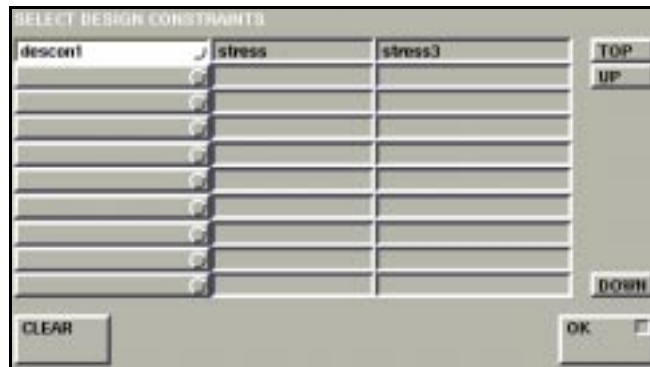 SELECT DESIGN CONSTRAINTS
descon1 stress stress3 TOP
UP
DOWN
CLEAR OK